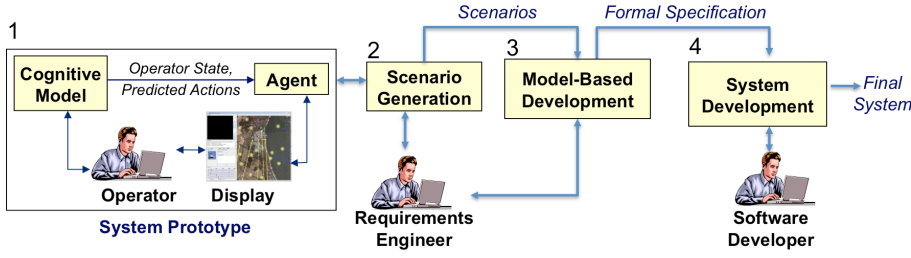 1
Cognitive
Model
Operator State,
Predicted Actions
Agent
Operator
Display
System Prototype
2
Scenario
Generation
Requirements
Engineer
Scenarios
3
Model-Based
Development
Formal Specification
4
System
Development
Software
Developer
Final
System